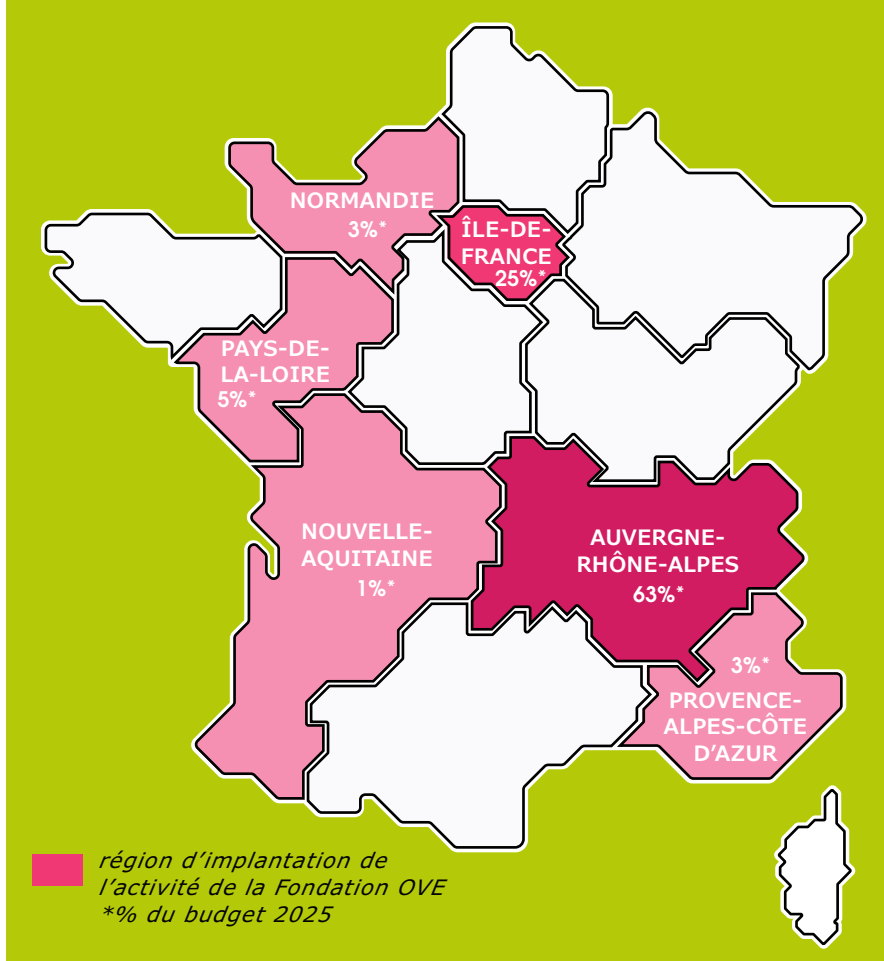 NORMANDIE
3%*
ÎLE-DE-
FRANCE
25%*
PAYS-DE-
LA-LOIRE
5%*
NOUVELLE-
AQUITAINE
1%*
AUVERGNE-
RHÔNE-ALPES
63%*
3%*
PROVENCE-
ALPES-CÔTE
D'AZUR
région d'implantation de
l'activité de la Fondation OVE
*% du budget 2025